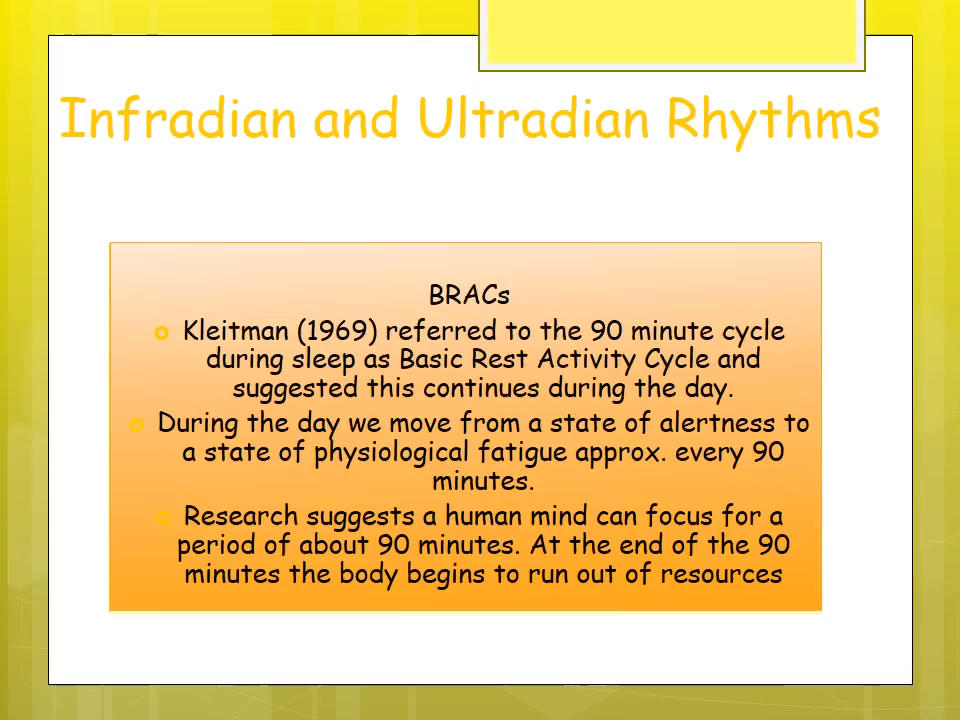 Infradian and Ultradian Rhythms
BRACs
Kleitman (1969) referred to the 90 minute cycle
during sleep as Basic Rest Activity Cycle and
suggested this continues during the day.
During the day we move from a state of alertness to
a state of physiological fatigue approx. every 90
minutes.
Research suggests a human mind can focus for a
period of about 90 minutes. At the end of the 90
minutes the body begins to run out of resources